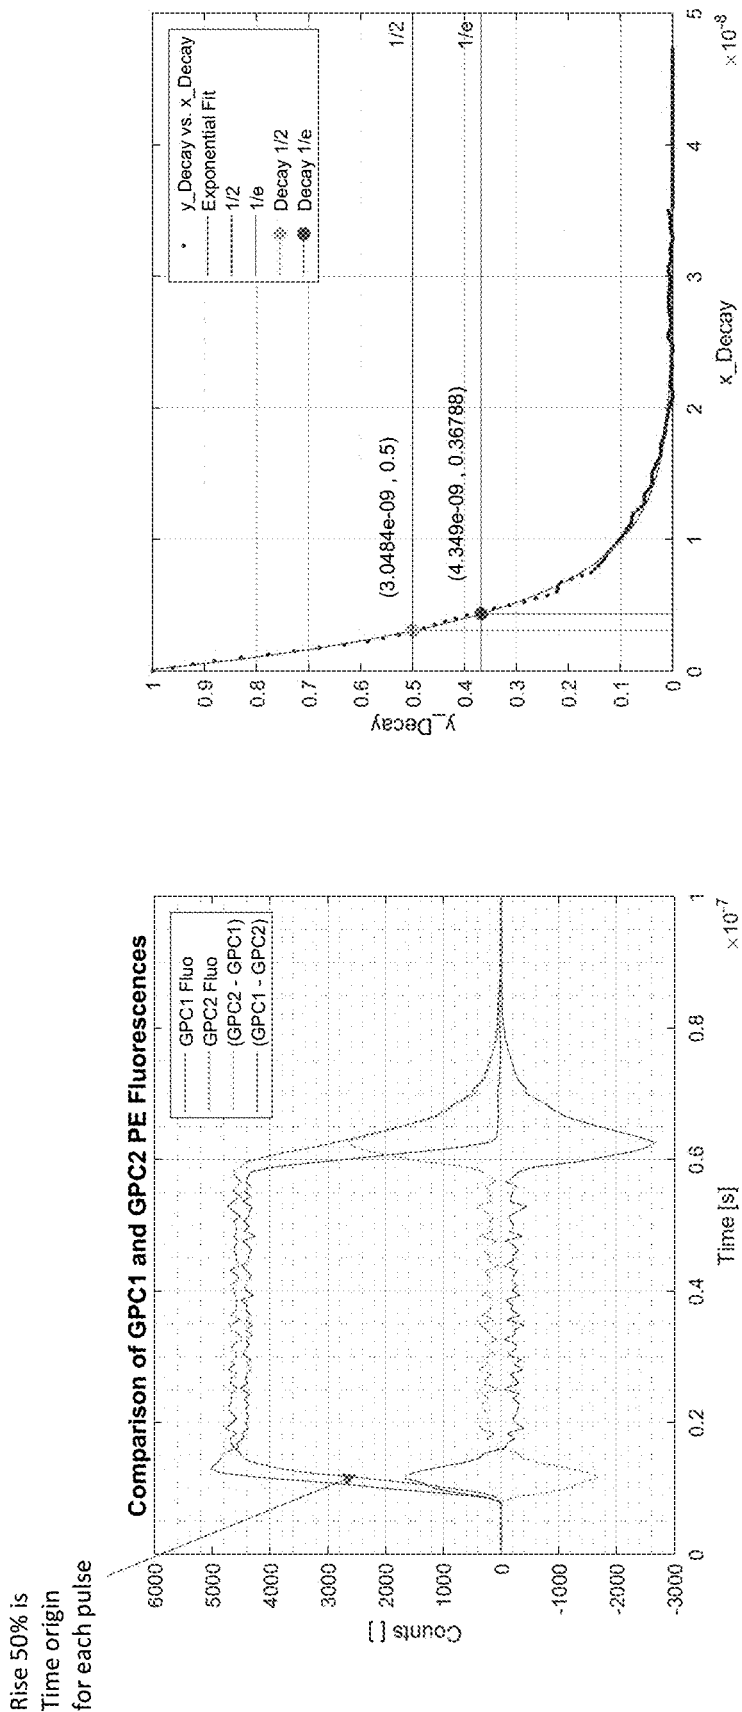 Rise 50% is
Time origin
for each pulse
Comparison of GPC1 and GPC2 PE Fluorescences
GPC1 Fluo
GPC2 Fluo
(GPC2 - GPC1)
(GPC1 - GPC2)
6000
5000
4000
3000
2000
1000
0
-1000
-2000
-3000
Counts [ ]
0
0.2
0.4
0.6
0.8
1
×10⁻⁷
Time [s]
y_Decay vs. x_Decay
Exponential Fit
1/2
1/e
Decay 1/2
Decay 1/e
1/2
1/e
(3.0484e-09 , 0.5)
(4.349e-09 , 0.36788)
1
0.9
0.8
0.7
0.6
0.5
0.4
0.3
0.2
0.1
0
y_Decay
0
1
2
3
4
5
×10⁻⁸
x_Decay